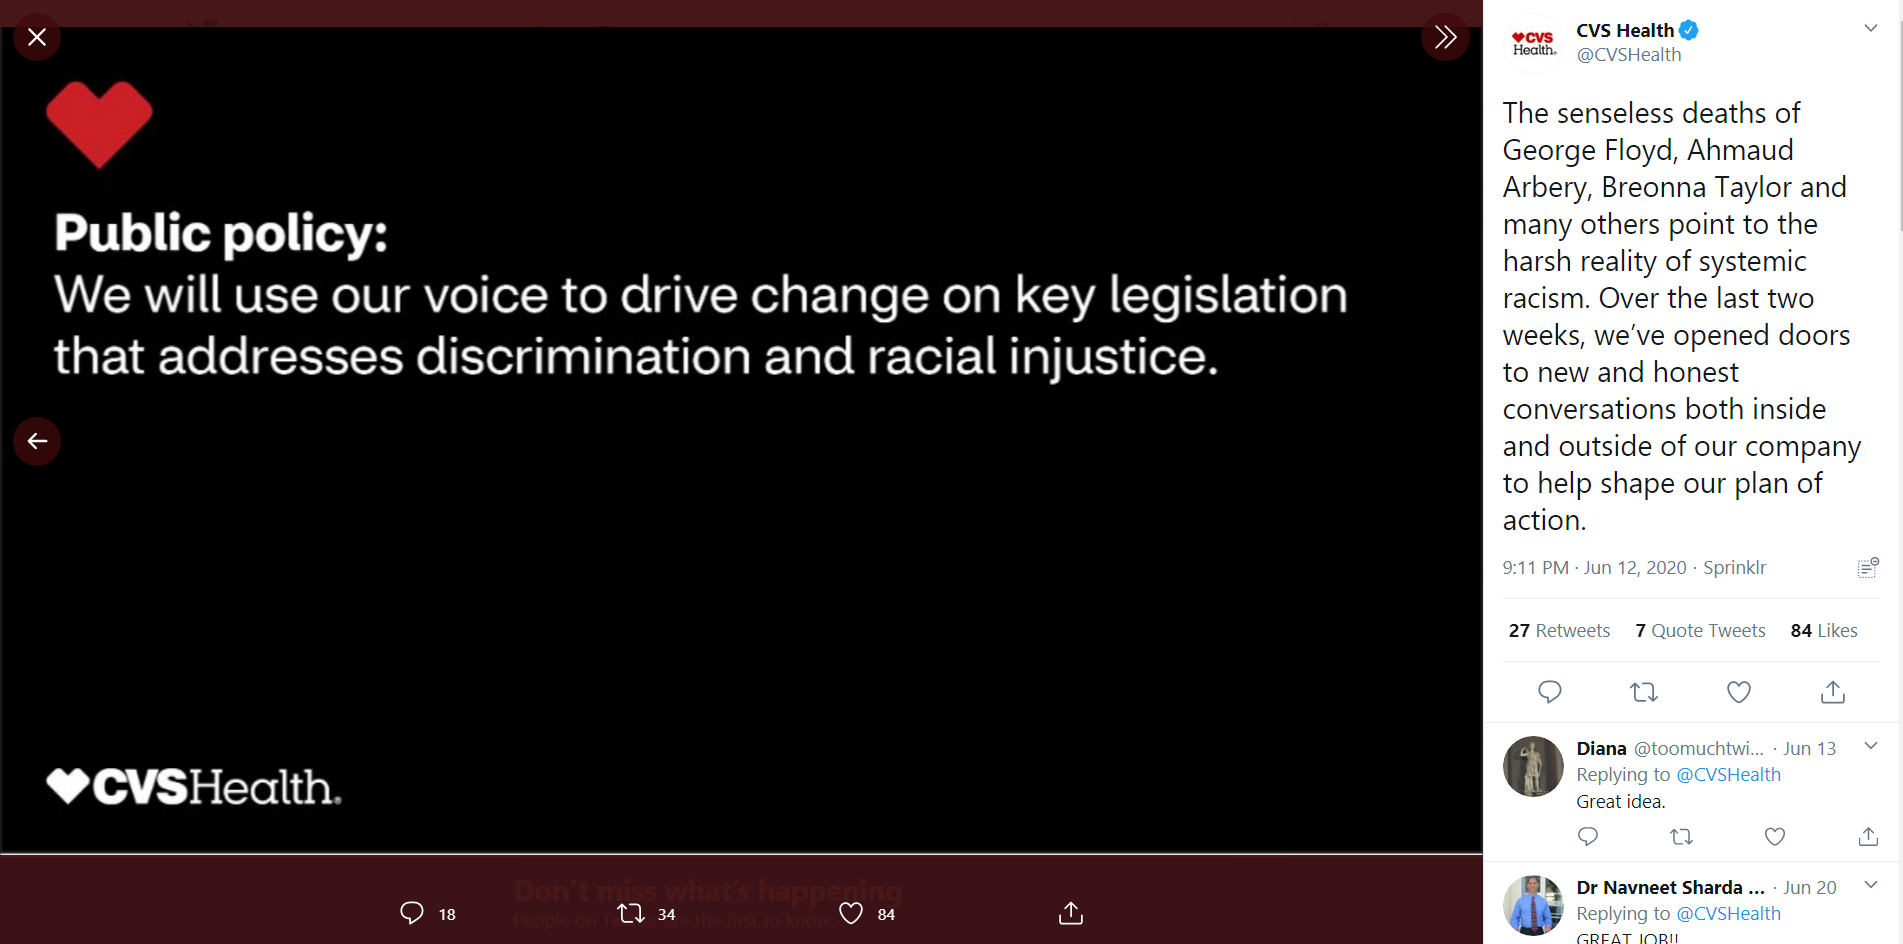 Public policy:
We will use our voice to drive change on key legislation
that addresses discrimination and racial injustice.
CVSHealth.
Don't miss what's happening
People on Twitter are the first to know.
18
34
84
CVS
Health.
CVS Health
@CVSHealth
The senseless deaths of
George Floyd, Ahmaud
Arbery, Breonna Taylor and
many others point to the
harsh reality of systemic
racism. Over the last two
weeks, we've opened doors
to new and honest
conversations both inside
and outside of our company
to help shape our plan of
action.
9:11 PM · Jun 12, 2020 · Sprinklr
27 Retweets 7 Quote Tweets 84 Likes
Diana @toomuchtwi... · Jun 13
Replying to @CVSHealth
Great idea.
Dr Navneet Sharda ... · Jun 20
Replying to @CVSHealth
GREAT JOB!!